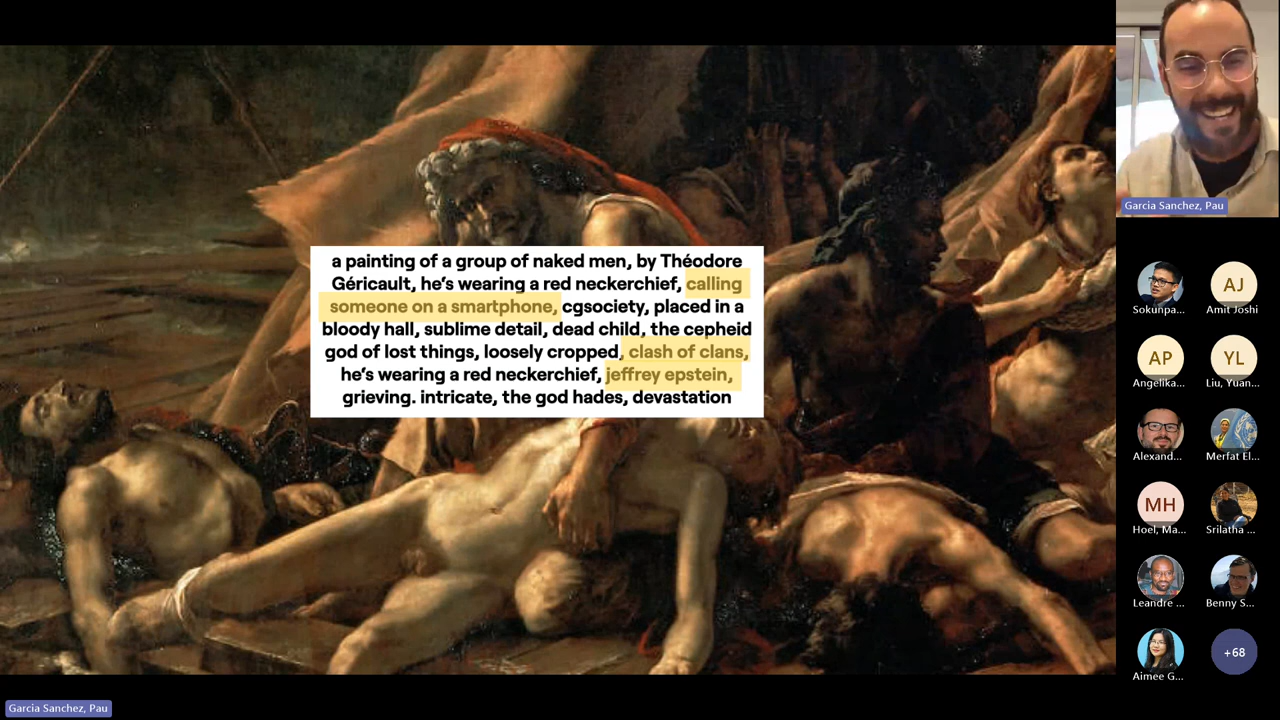 a painting of a group of naked men, by Théodore
Géricault, he's wearing a red neckerchief, calling
someone on a smartphone, cgsociety, placed in a
bloody hall, sublime detail, dead child, the cepheid
god of lost things, loosely cropped, clash of clans,
he's wearing a red neckerchief, jeffrey epstein,
grieving. intricate, the god hades, devastation
Garcia Sanchez, Pau
Sokunpa...
AJ
Amit Joshi
AP
Angelika...
YL
Liu, Yuan...
Alexand...
Merfat El...
MH
Hoel, Ma...
Srilatha ...
Leandre ...
Benny S...
Aimee G...
+68
Garcia Sanchez, Pau